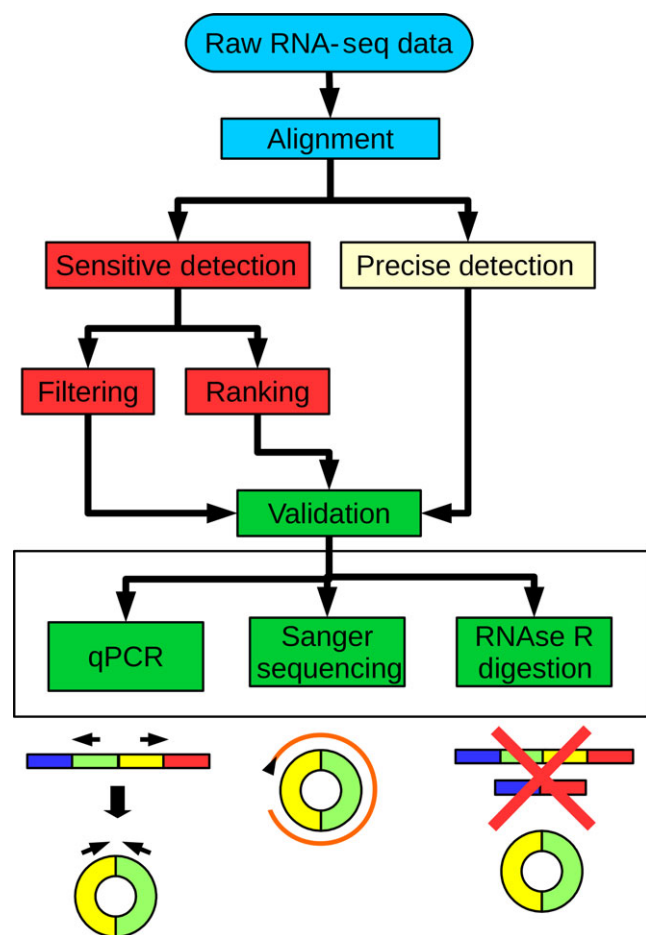 Raw RNA-seq data
Alignment
Sensitive detection
Precise detection
Filtering
Ranking
Validation
qPCR
Sanger
sequencing
RNAse R
digestion